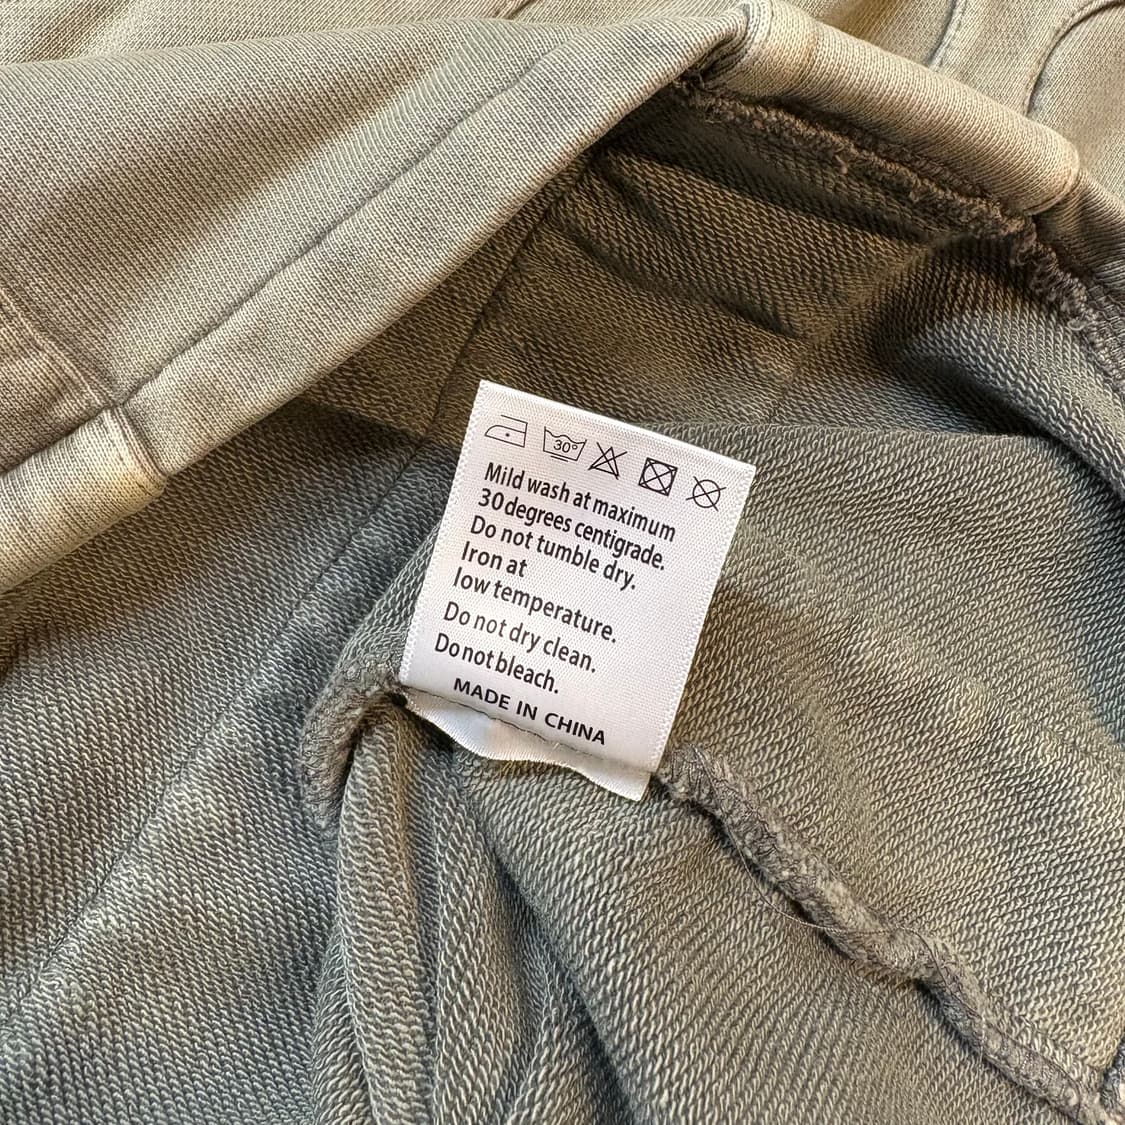 30°
Mild wash at maximum
30 degrees centigrade.
Do not tumble dry.
Iron at
low temperature.
Do not dry clean.
Do not bleach.
MADE IN CHINA